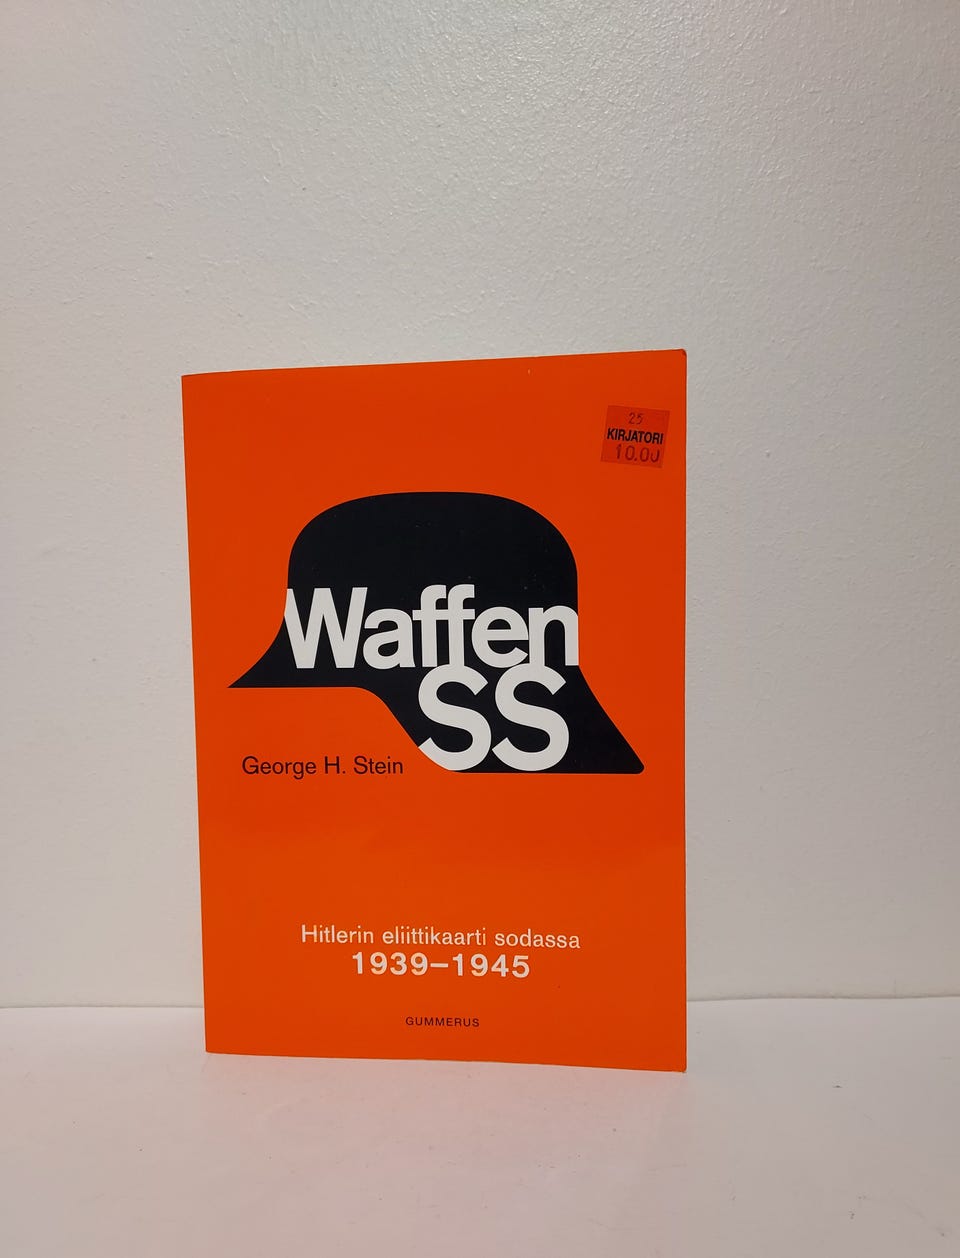 25
KIRJATORI
10.00
Waffen
SS
George H. Stein
Hitlerin eliittikaarti sodassa
1939–1945
GUMMERUS